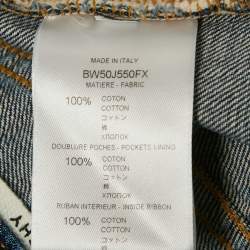 MADE IN ITALY
BW50J550FX
MATIERE - FABRIC
100% COTON
COTTON
コットン
棉
ХЛОПОК
DOUBLURE POCHES - POCKETS LINING
100% COTON
COTTON
コットン
棉
ХЛОПОК
RUBAN INTERIEUR - INSIDE RIBBON
100% COTON
COTTON
コットン
棉
ХЛОПОК